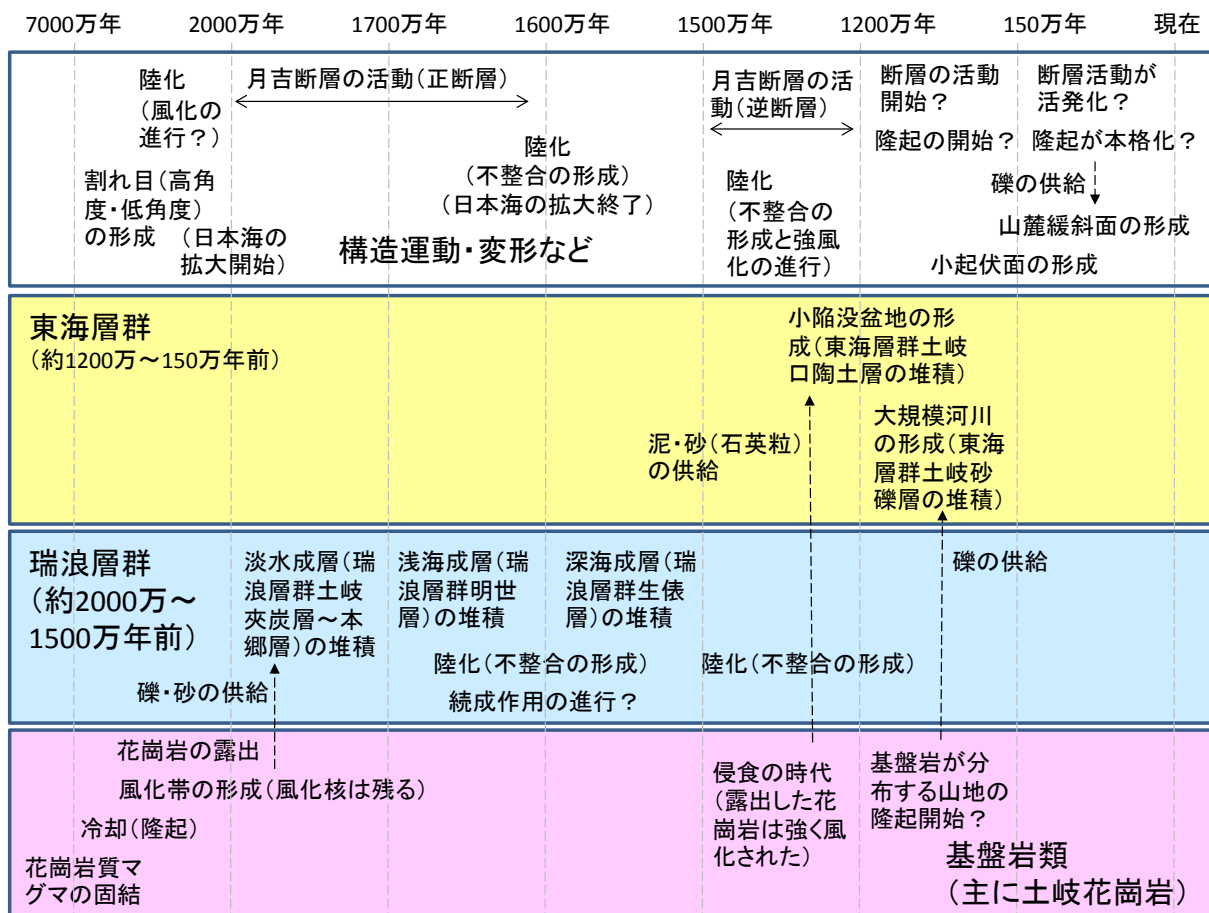 7000万年
2000万年
1700万年
1600万年
1500万年
1200万年
150万年
現在
陸化
(風化の
進行？)
月吉断層の活動(正断層)
月吉断層の活
動(逆断層)
断層の活動
開始？
断層活動が
活発化？
隆起の開始？
隆起が本格化？
陸化
(不整合の形成)
(日本海の拡大終了)
割れ目(高角
度・低角度)
の形成
(日本海の
拡大開始)
構造運動・変形など
陸化
(不整合の
形成と強風
化の進行)
礫の供給
山麓緩斜面の形成
小起伏面の形成
東海層群
(約1200万～150万年前)
小陥没盆地の形
成(東海層群土岐
口陶土層の堆積)
泥・砂(石英粒)
の供給
大規模河川
の形成(東海
層群土岐砂
礫層の堆積)
瑞浪層群
(約2000万～
1500万年前)
淡水成層(瑞
浪層群土岐
夾炭層～本
郷層)の堆積
浅海成層(瑞
浪層群明世
層)の堆積
深海成層(瑞
浪層群生俵
層)の堆積
礫の供給
陸化(不整合の形成)
陸化(不整合の形成)
礫・砂の供給
続成作用の進行？
花崗岩の露出
風化帯の形成(風化核は残る)
冷却(隆起)
花崗岩質マ
グマの固結
侵食の時代
(露出した花
崗岩は強く風
化された)
基盤岩が分
布する山地の
隆起開始？
基盤岩類
(主に土岐花崗岩)